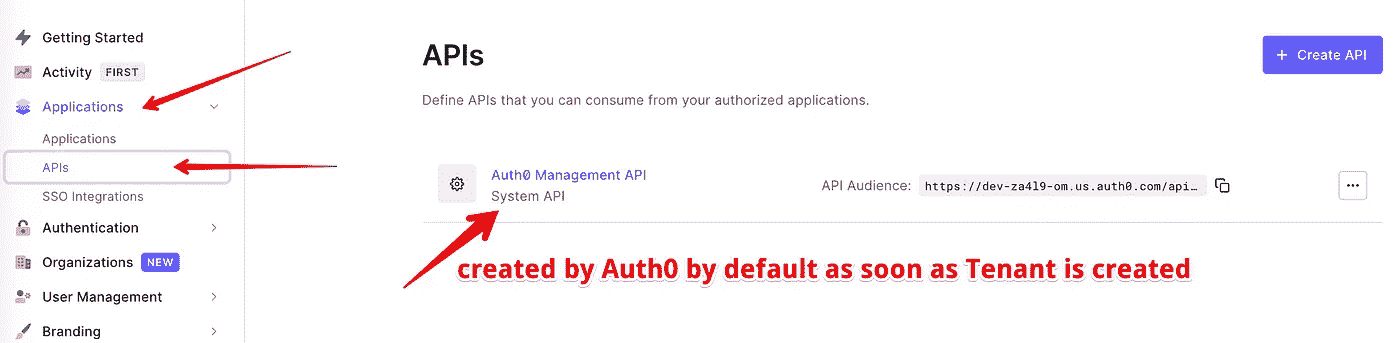 Getting Started
Activity FIRST
Applications
Applications
APIs
SSO Integrations
Authentication
Organizations NEW
User Management
Branding
APIs
+ Create API
Define APIs that you can consume from your authorized applications.
Auth0 Management API
System API
API Audience: https://dev-za4l9-om.us.auth0.com/api…
created by Auth0 by default as soon as Tenant is created